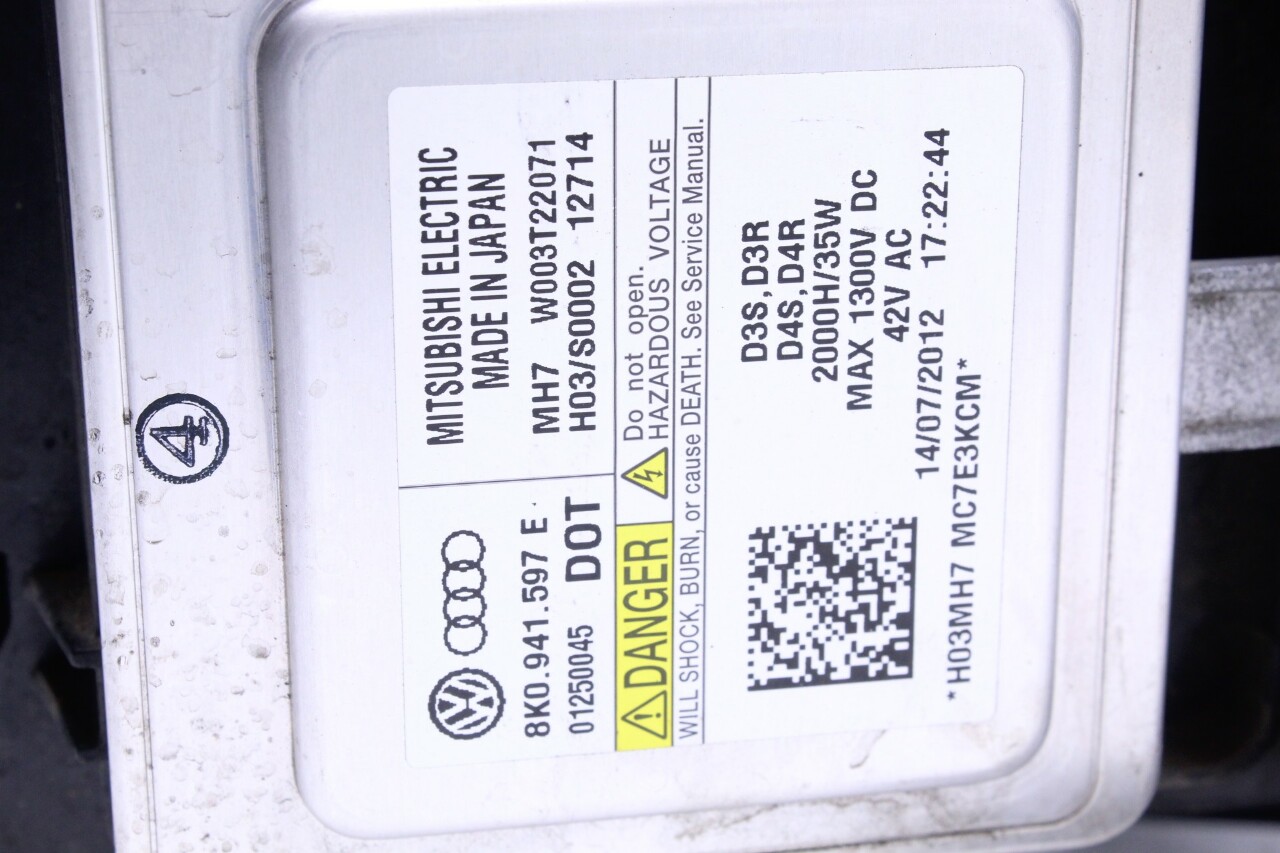 4
8K0.941.597 E
01250045 DOT
MITSUBISHI ELECTRIC
MADE IN JAPAN
MH7 W003T22071
H03/S0002 12714
DANGER
Do not open.
HAZARDOUS VOLTAGE
WILL SHOCK, BURN, or cause DEATH. See Service Manual.
D3S,D3R
D4S,D4R
2000H/35W
MAX 1300V DC
42V AC
14/07/2012 17:22:44
*H03MH7 MC7E3KCM*